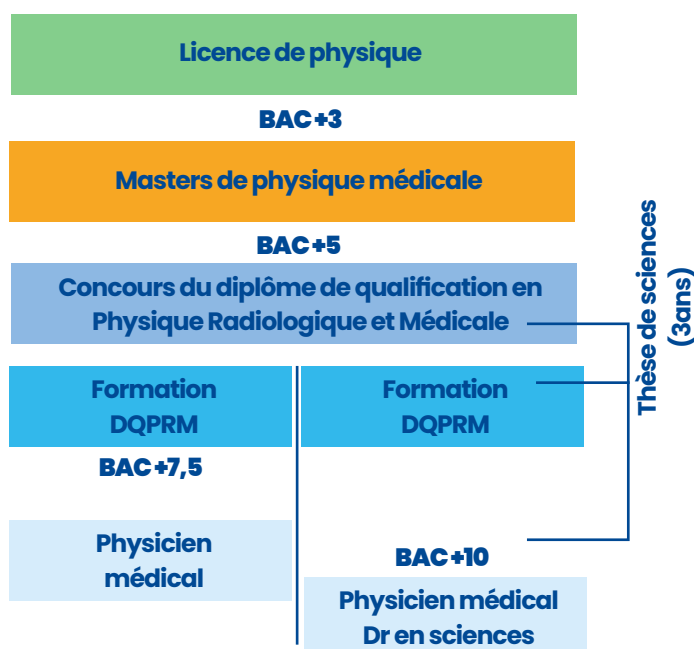 Licence de physique
BAC+3
Masters de physique médicale
BAC+5
Concours du diplôme de qualification en
Physique Radiologique et Médicale
Thèse de sciences
(3ans)
Formation
DQPRM
BAC+7,5
Physicien
médical
Formation
DQPRM
BAC+10
Physicien médical
Dr en sciences